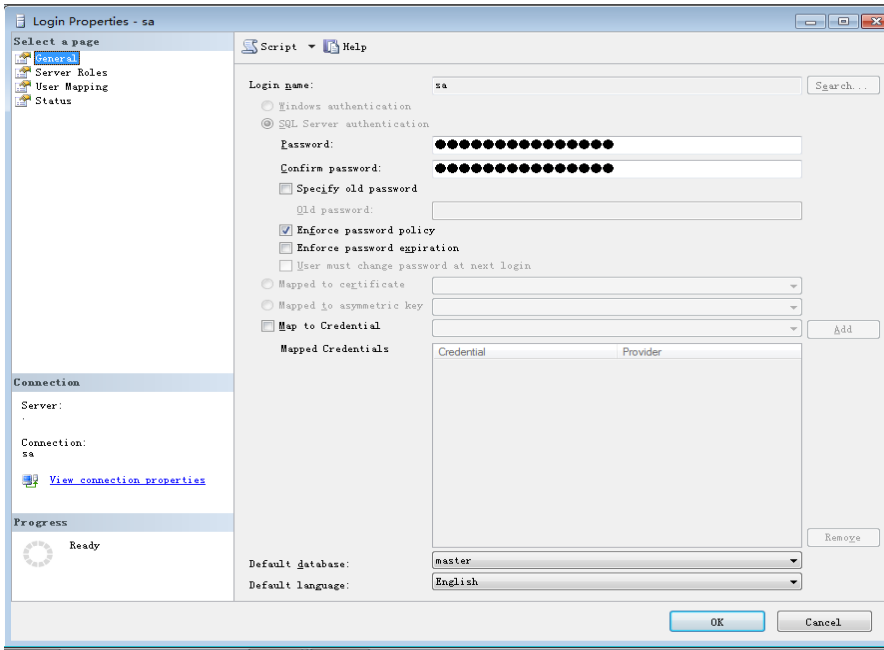 Login Properties - sa
Select a page
General
Server Roles
User Mapping
Status
Script Help
Login name: sa Search...
Windows authentication
SQL Server authentication
Password: ●●●●●●●●●●●●●●●
Confirm password: ●●●●●●●●●●●●●●●
Specify old password
Old password:
Enforce password policy
Enforce password expiration
User must change password at next login
Mapped to certificate
Mapped to asymmetric key
Map to Credential Add
Mapped Credentials Credential Provider
Remove
Default database: master
Default language: English
Connection
Server:
.
Connection:
sa
View connection properties
Progress
Ready
OK Cancel